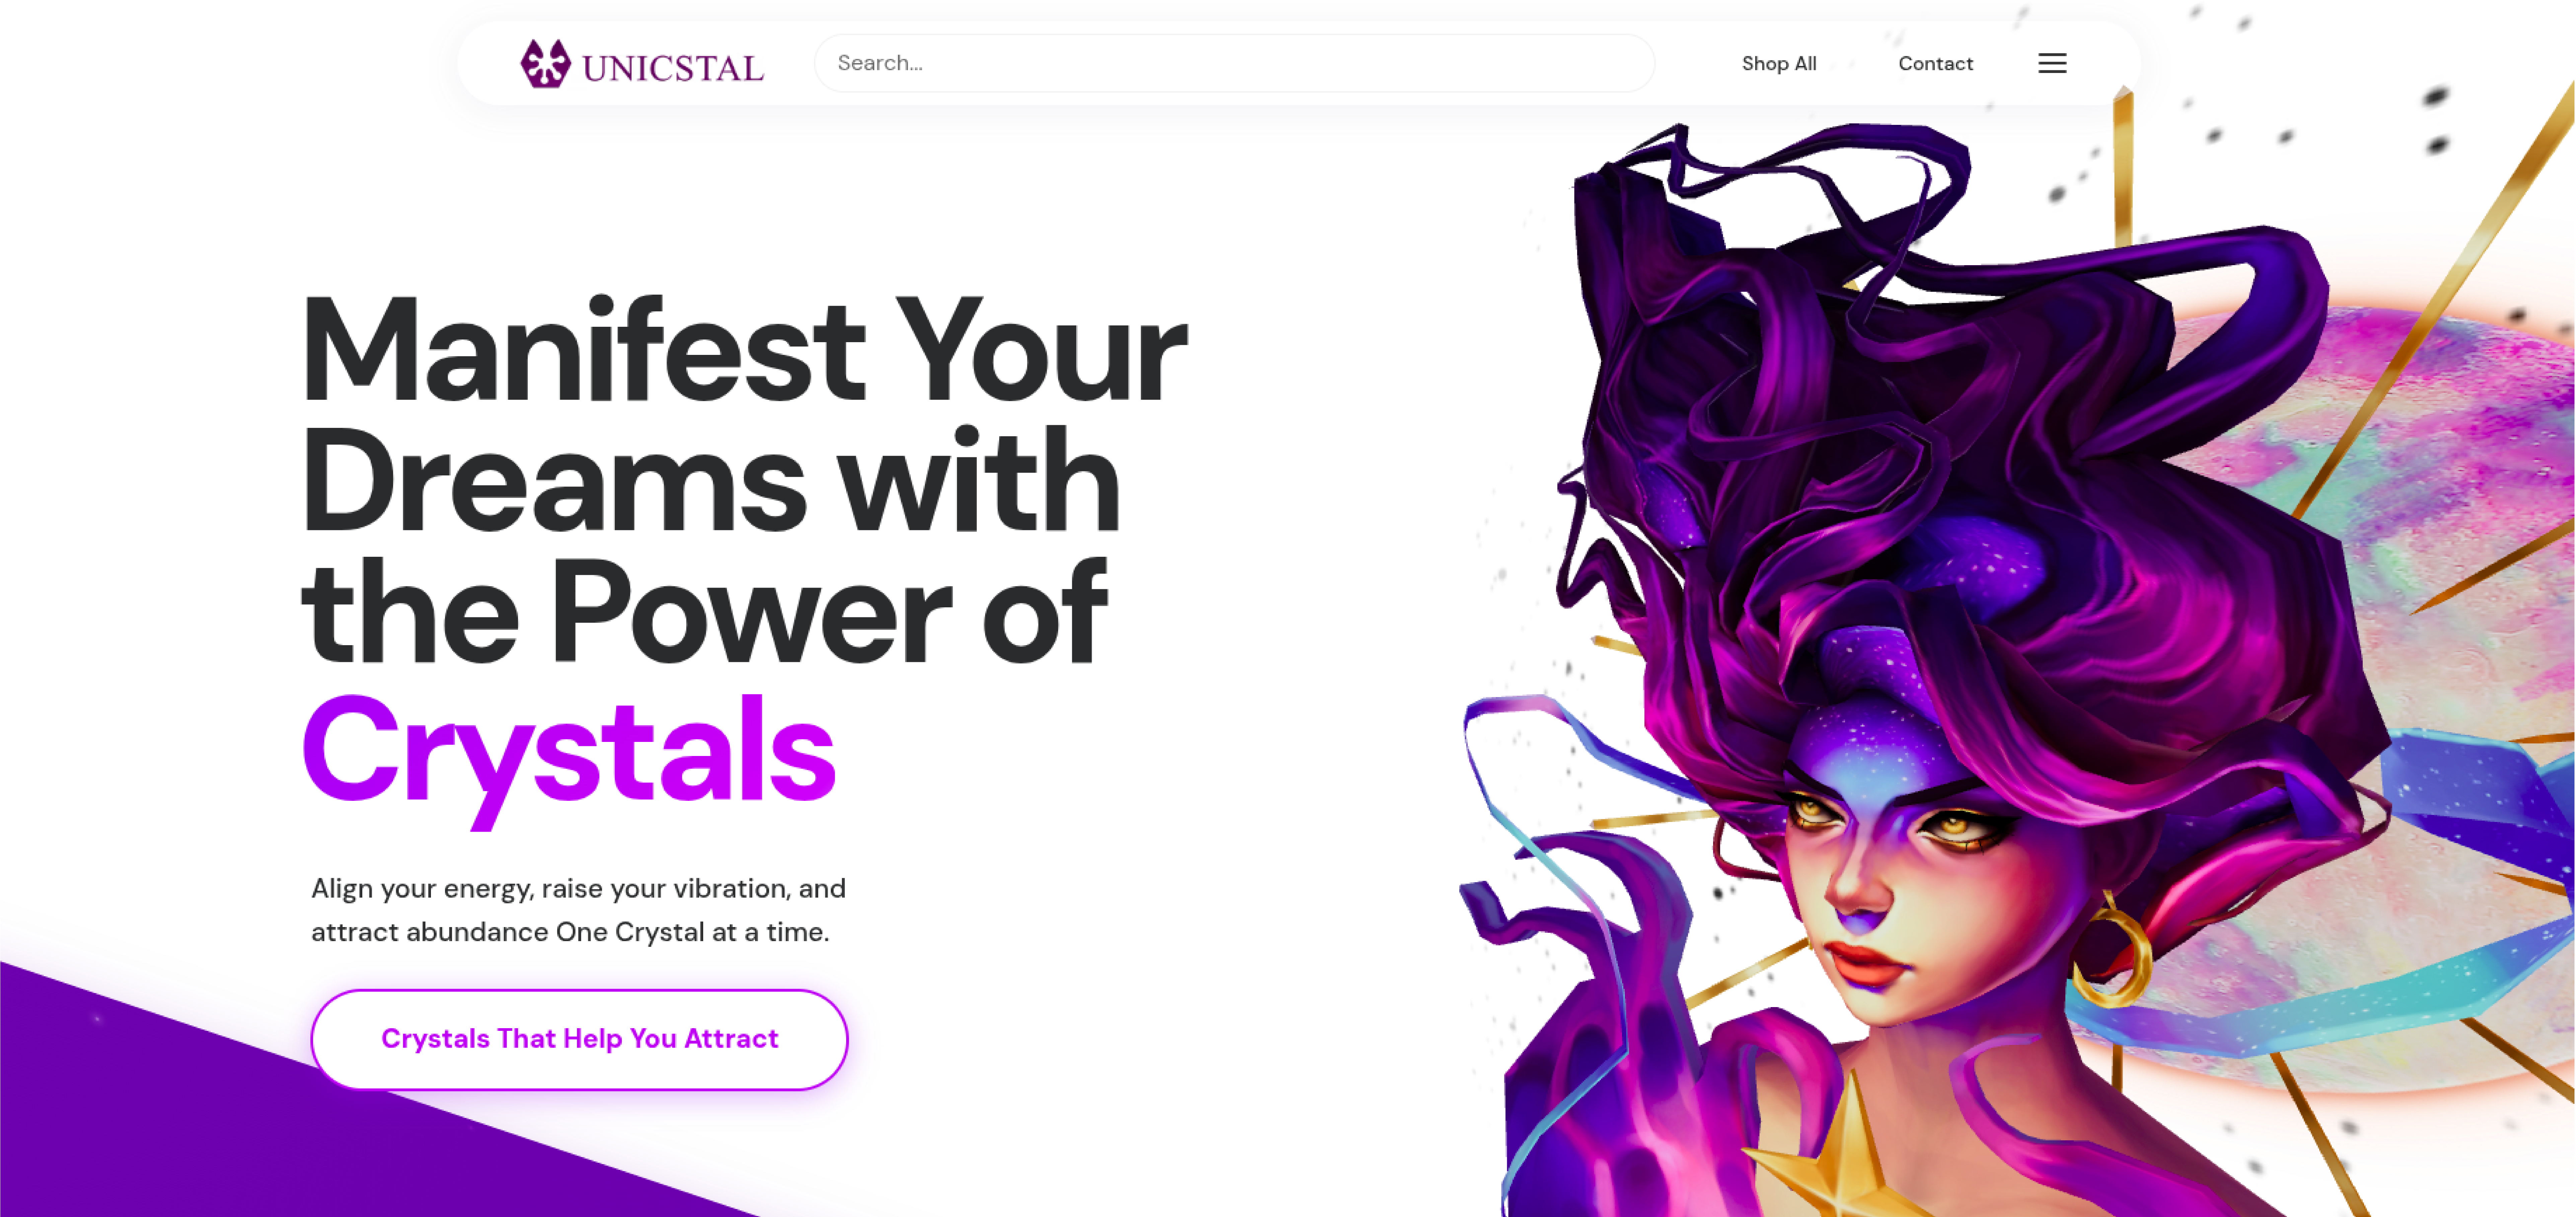 UNICSTAL
Search...
Shop All
Contact
Manifest Your
Dreams with
the Power of
Crystals
Align your energy, raise your vibration, and
attract abundance One Crystal at a time.
Crystals That Help You Attract